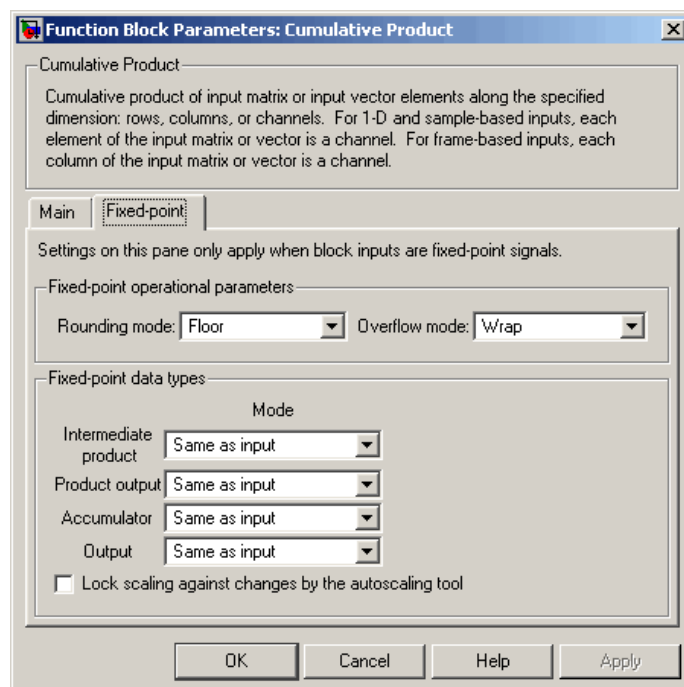 Function Block Parameters: Cumulative Product
Cumulative Product
Cumulative product of input matrix or input vector elements along the specified
dimension: rows, columns, or channels.  For 1-D and sample-based inputs, each
element of the input matrix or vector is a channel.  For frame-based inputs, each
column of the input matrix or vector is a channel.
Main Fixed-point
Settings on this pane only apply when block inputs are fixed-point signals.
Fixed-point operational parameters
Rounding mode: Floor Overflow mode: Wrap
Fixed-point data types
Mode
Intermediate
product Same as input
Product output Same as input
Accumulator Same as input
Output Same as input
Lock scaling against changes by the autoscaling tool
OK Cancel Help Apply